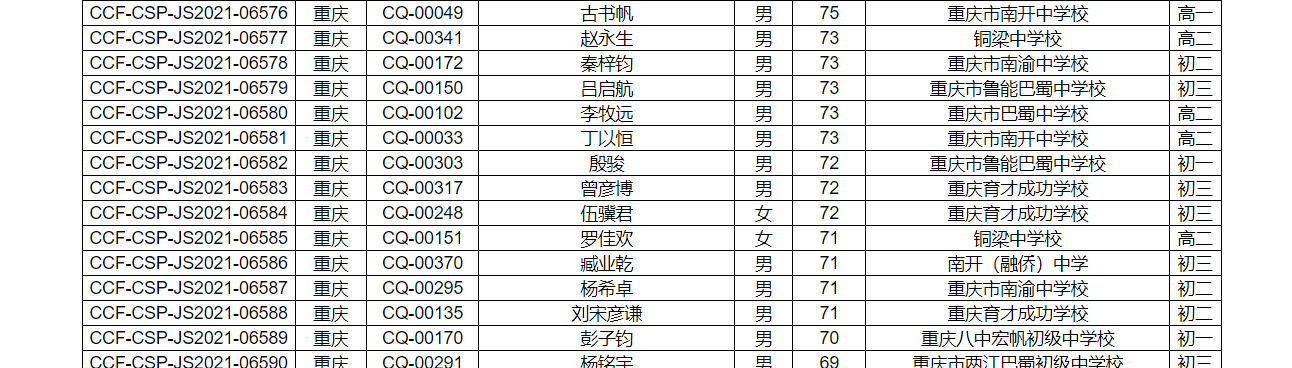 CCF-CSP-JS2021-06576 重庆 CQ-00049 古书帆 男 75 重庆市南开中学校 高一
CCF-CSP-JS2021-06577 重庆 CQ-00341 赵永生 男 73 铜梁中学校 高二
CCF-CSP-JS2021-06578 重庆 CQ-00172 秦梓钧 男 73 重庆市南渝中学校 初二
CCF-CSP-JS2021-06579 重庆 CQ-00150 吕启航 男 73 重庆市鲁能巴蜀中学校 初三
CCF-CSP-JS2021-06580 重庆 CQ-00102 李牧远 男 73 重庆市巴蜀中学校 高二
CCF-CSP-JS2021-06581 重庆 CQ-00033 丁以恒 男 73 重庆市南开中学校 高二
CCF-CSP-JS2021-06582 重庆 CQ-00303 殷骏 男 72 重庆市鲁能巴蜀中学校 初一
CCF-CSP-JS2021-06583 重庆 CQ-00317 曾彦博 男 72 重庆育才成功学校 初三
CCF-CSP-JS2021-06584 重庆 CQ-00248 伍骥君 女 72 重庆育才成功学校 初三
CCF-CSP-JS2021-06585 重庆 CQ-00151 罗佳欢 女 71 铜梁中学校 高二
CCF-CSP-JS2021-06586 重庆 CQ-00370 臧业乾 男 71 南开（融侨）中学 初三
CCF-CSP-JS2021-06587 重庆 CQ-00295 杨希卓 男 71 重庆市南渝中学校 初二
CCF-CSP-JS2021-06588 重庆 CQ-00135 刘宋彦谦 男 71 重庆育才成功学校 初二
CCF-CSP-JS2021-06589 重庆 CQ-00170 彭子钧 男 70 重庆八中宏帆初级中学校 初一
CCF-CSP-JS2021-06590 重庆 CQ-00291 杨铭宇 男 69 重庆市两江巴蜀初级中学校 初三